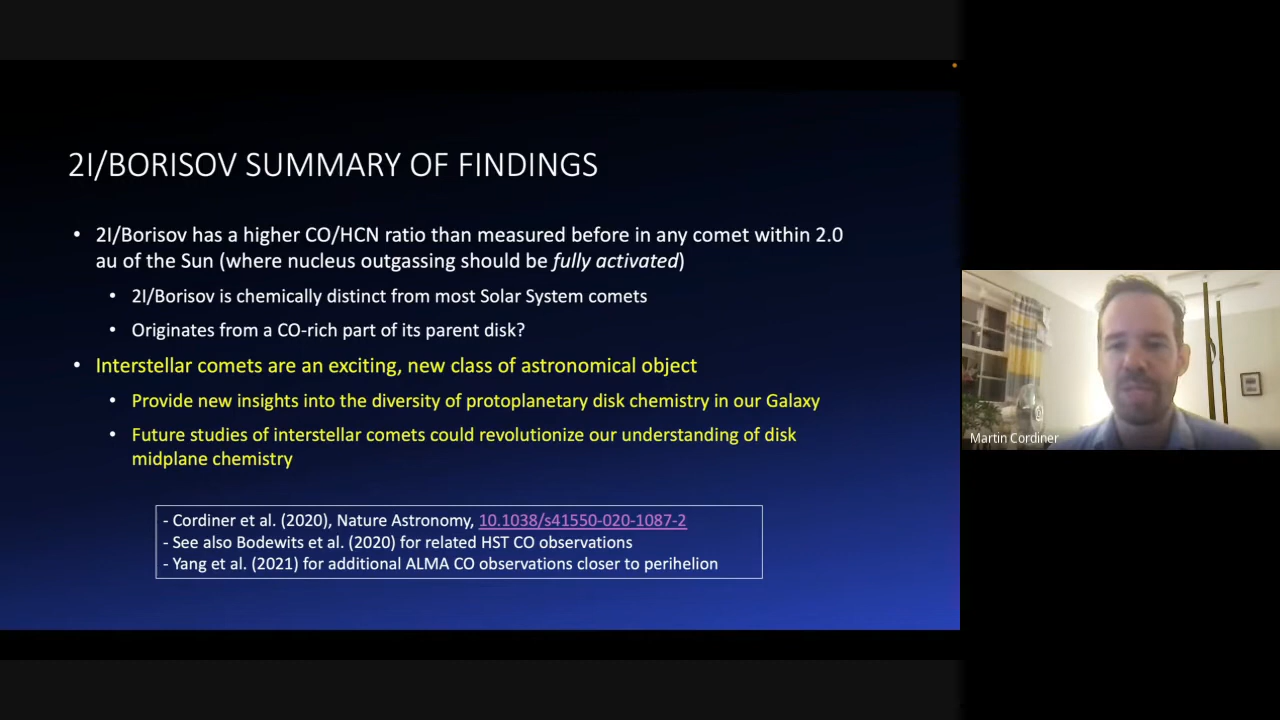 2I/BORISOV SUMMARY OF FINDINGS
• 2I/Borisov has a higher CO/HCN ratio than measured before in any comet within 2.0
au of the Sun (where nucleus outgassing should be fully activated)
• 2I/Borisov is chemically distinct from most Solar System comets
• Originates from a CO-rich part of its parent disk?
• Interstellar comets are an exciting, new class of astronomical object
• Provide new insights into the diversity of protoplanetary disk chemistry in our Galaxy
• Future studies of interstellar comets could revolutionize our understanding of disk
midplane chemistry
- Cordiner et al. (2020), Nature Astronomy, 10.1038/s41550-020-1087-2
- See also Bodewits et al. (2020) for related HST CO observations
- Yang et al. (2021) for additional ALMA CO observations closer to perihelion
Martin Cordiner